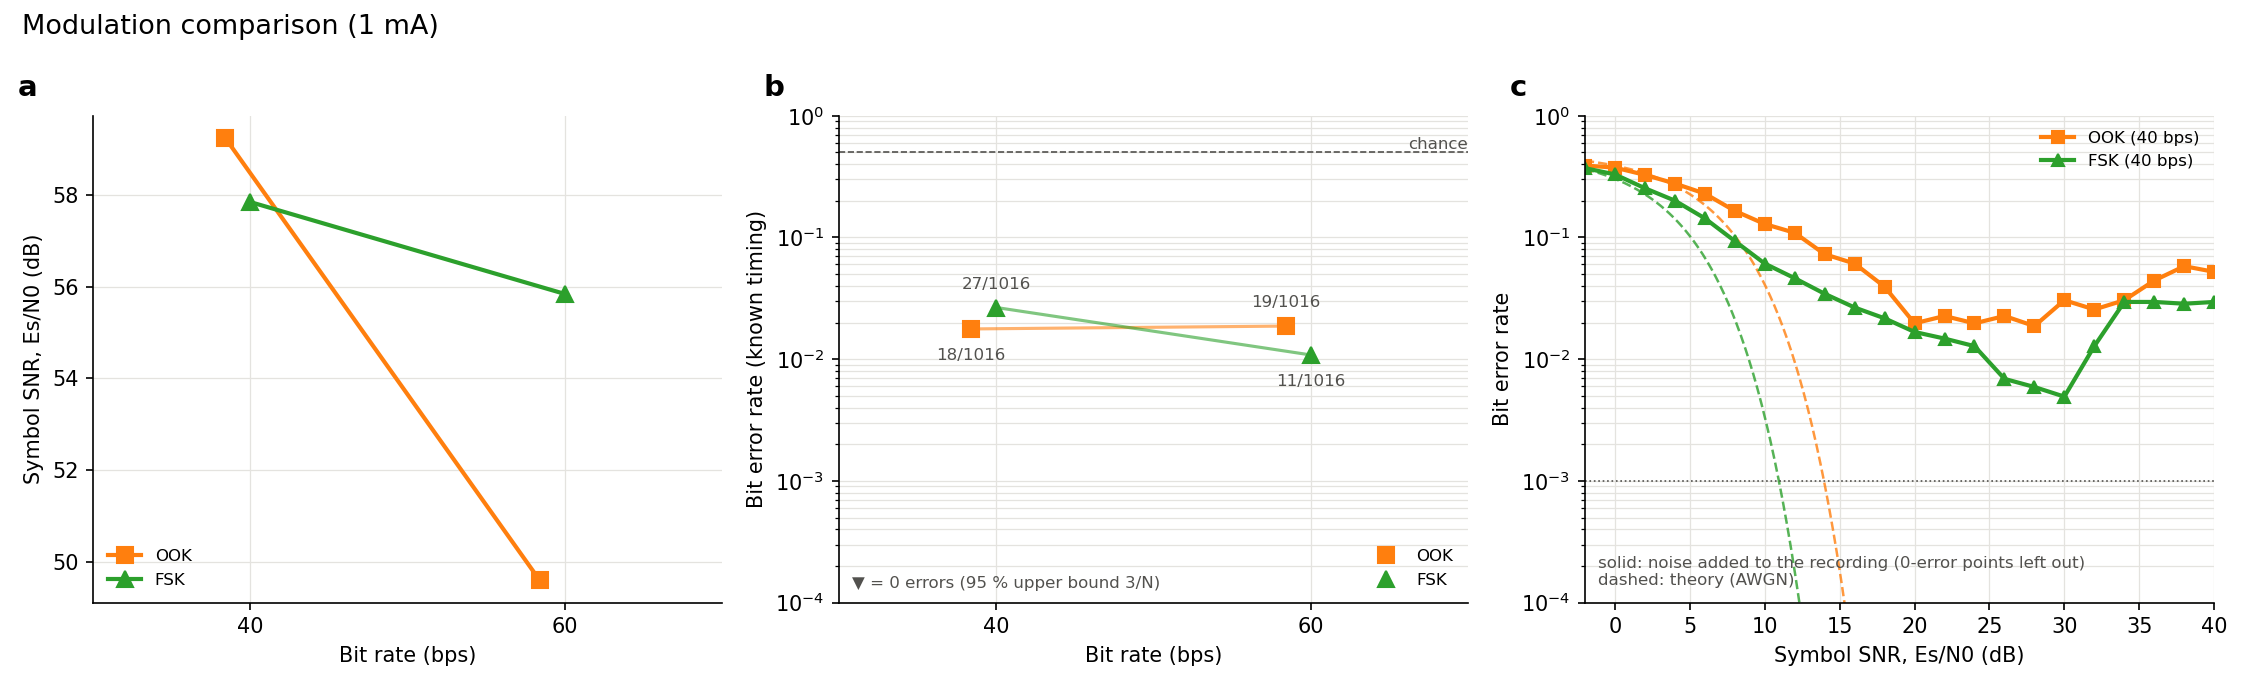 Modulation comparison (1 mA)
a
Symbol SNR, Es/N0 (dB)
58
56
54
52
50
OOK
FSK
40
60
Bit rate (bps)
b
Bit error rate (known timing)
10⁰
10⁻¹
10⁻²
10⁻³
10⁻⁴
chance
27/1016
19/1016
18/1016
11/1016
▼ = 0 errors (95 % upper bound 3/N)
OOK
FSK
40
60
Bit rate (bps)
c
Bit error rate
10⁰
10⁻¹
10⁻²
10⁻³
10⁻⁴
OOK (40 bps)
FSK (40 bps)
solid: noise added to the recording (0-error points left out)
dashed: theory (AWGN)
0
5
10
15
20
25
30
35
40
Symbol SNR, Es/N0 (dB)